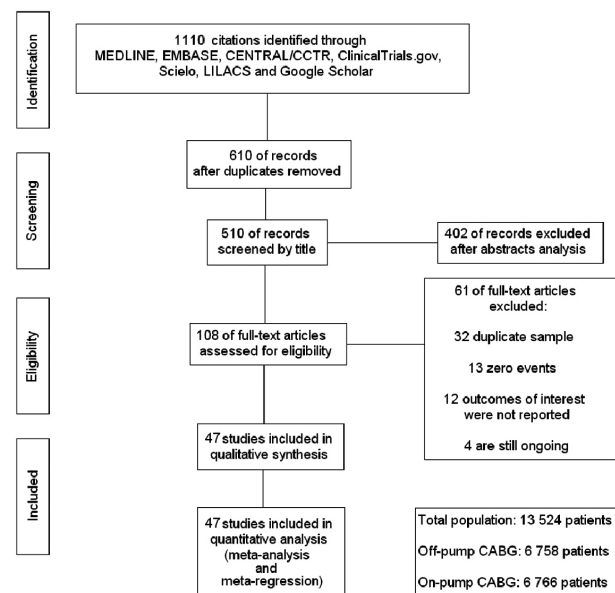 Identification
1110 citations identified through
MEDLINE, EMBASE, CENTRAL/CCTR, ClinicalTrials.gov,
Scielo, LILACS and Google Scholar
Screening
610 of records
after duplicates removed
510 of records
screened by title
402 of records excluded
after abstracts analysis
Eligibility
108 of full-text articles
assessed for eligibility
61 of full-text articles
excluded:
32 duplicate sample
13 zero events
12 outcomes of interest
were not reported
4 are still ongoing
Included
47 studies included in
qualitative synthesis
47 studies included in
quantitative analysis
(meta-analysis
and
meta-regression)
Total population: 13 524 patients
Off-pump CABG: 6 758 patients
On-pump CABG: 6 766 patients